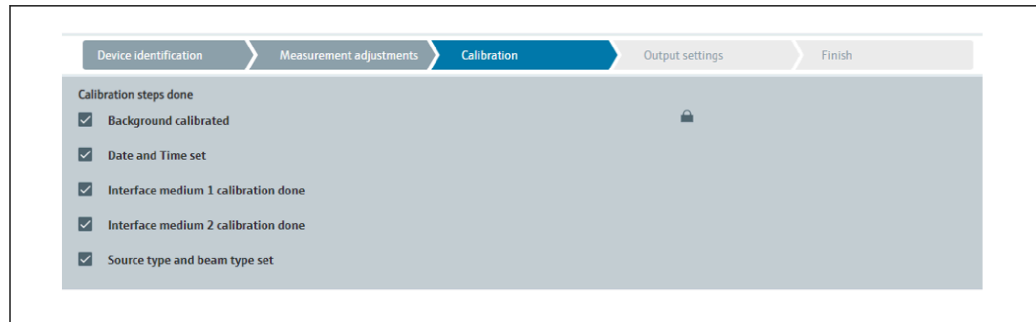 Device identification Measurement adjustments Calibration Output settings Finish
Calibration steps done
Background calibrated
Date and Time set
Interface medium 1 calibration done
Interface medium 2 calibration done
Source type and beam type set